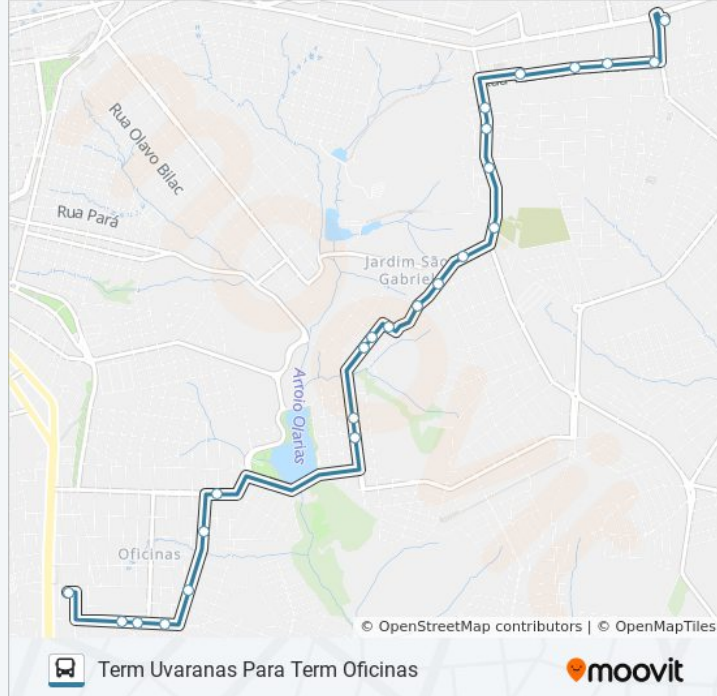 Rua Olavo Bilac
Rua Pará
Jardim São
Gabriel
Arroio Olarias
Oficinas
© OpenStreetMap contributors | © OpenMapTiles
Term Uvaranas Para Term Oficinas
moovit